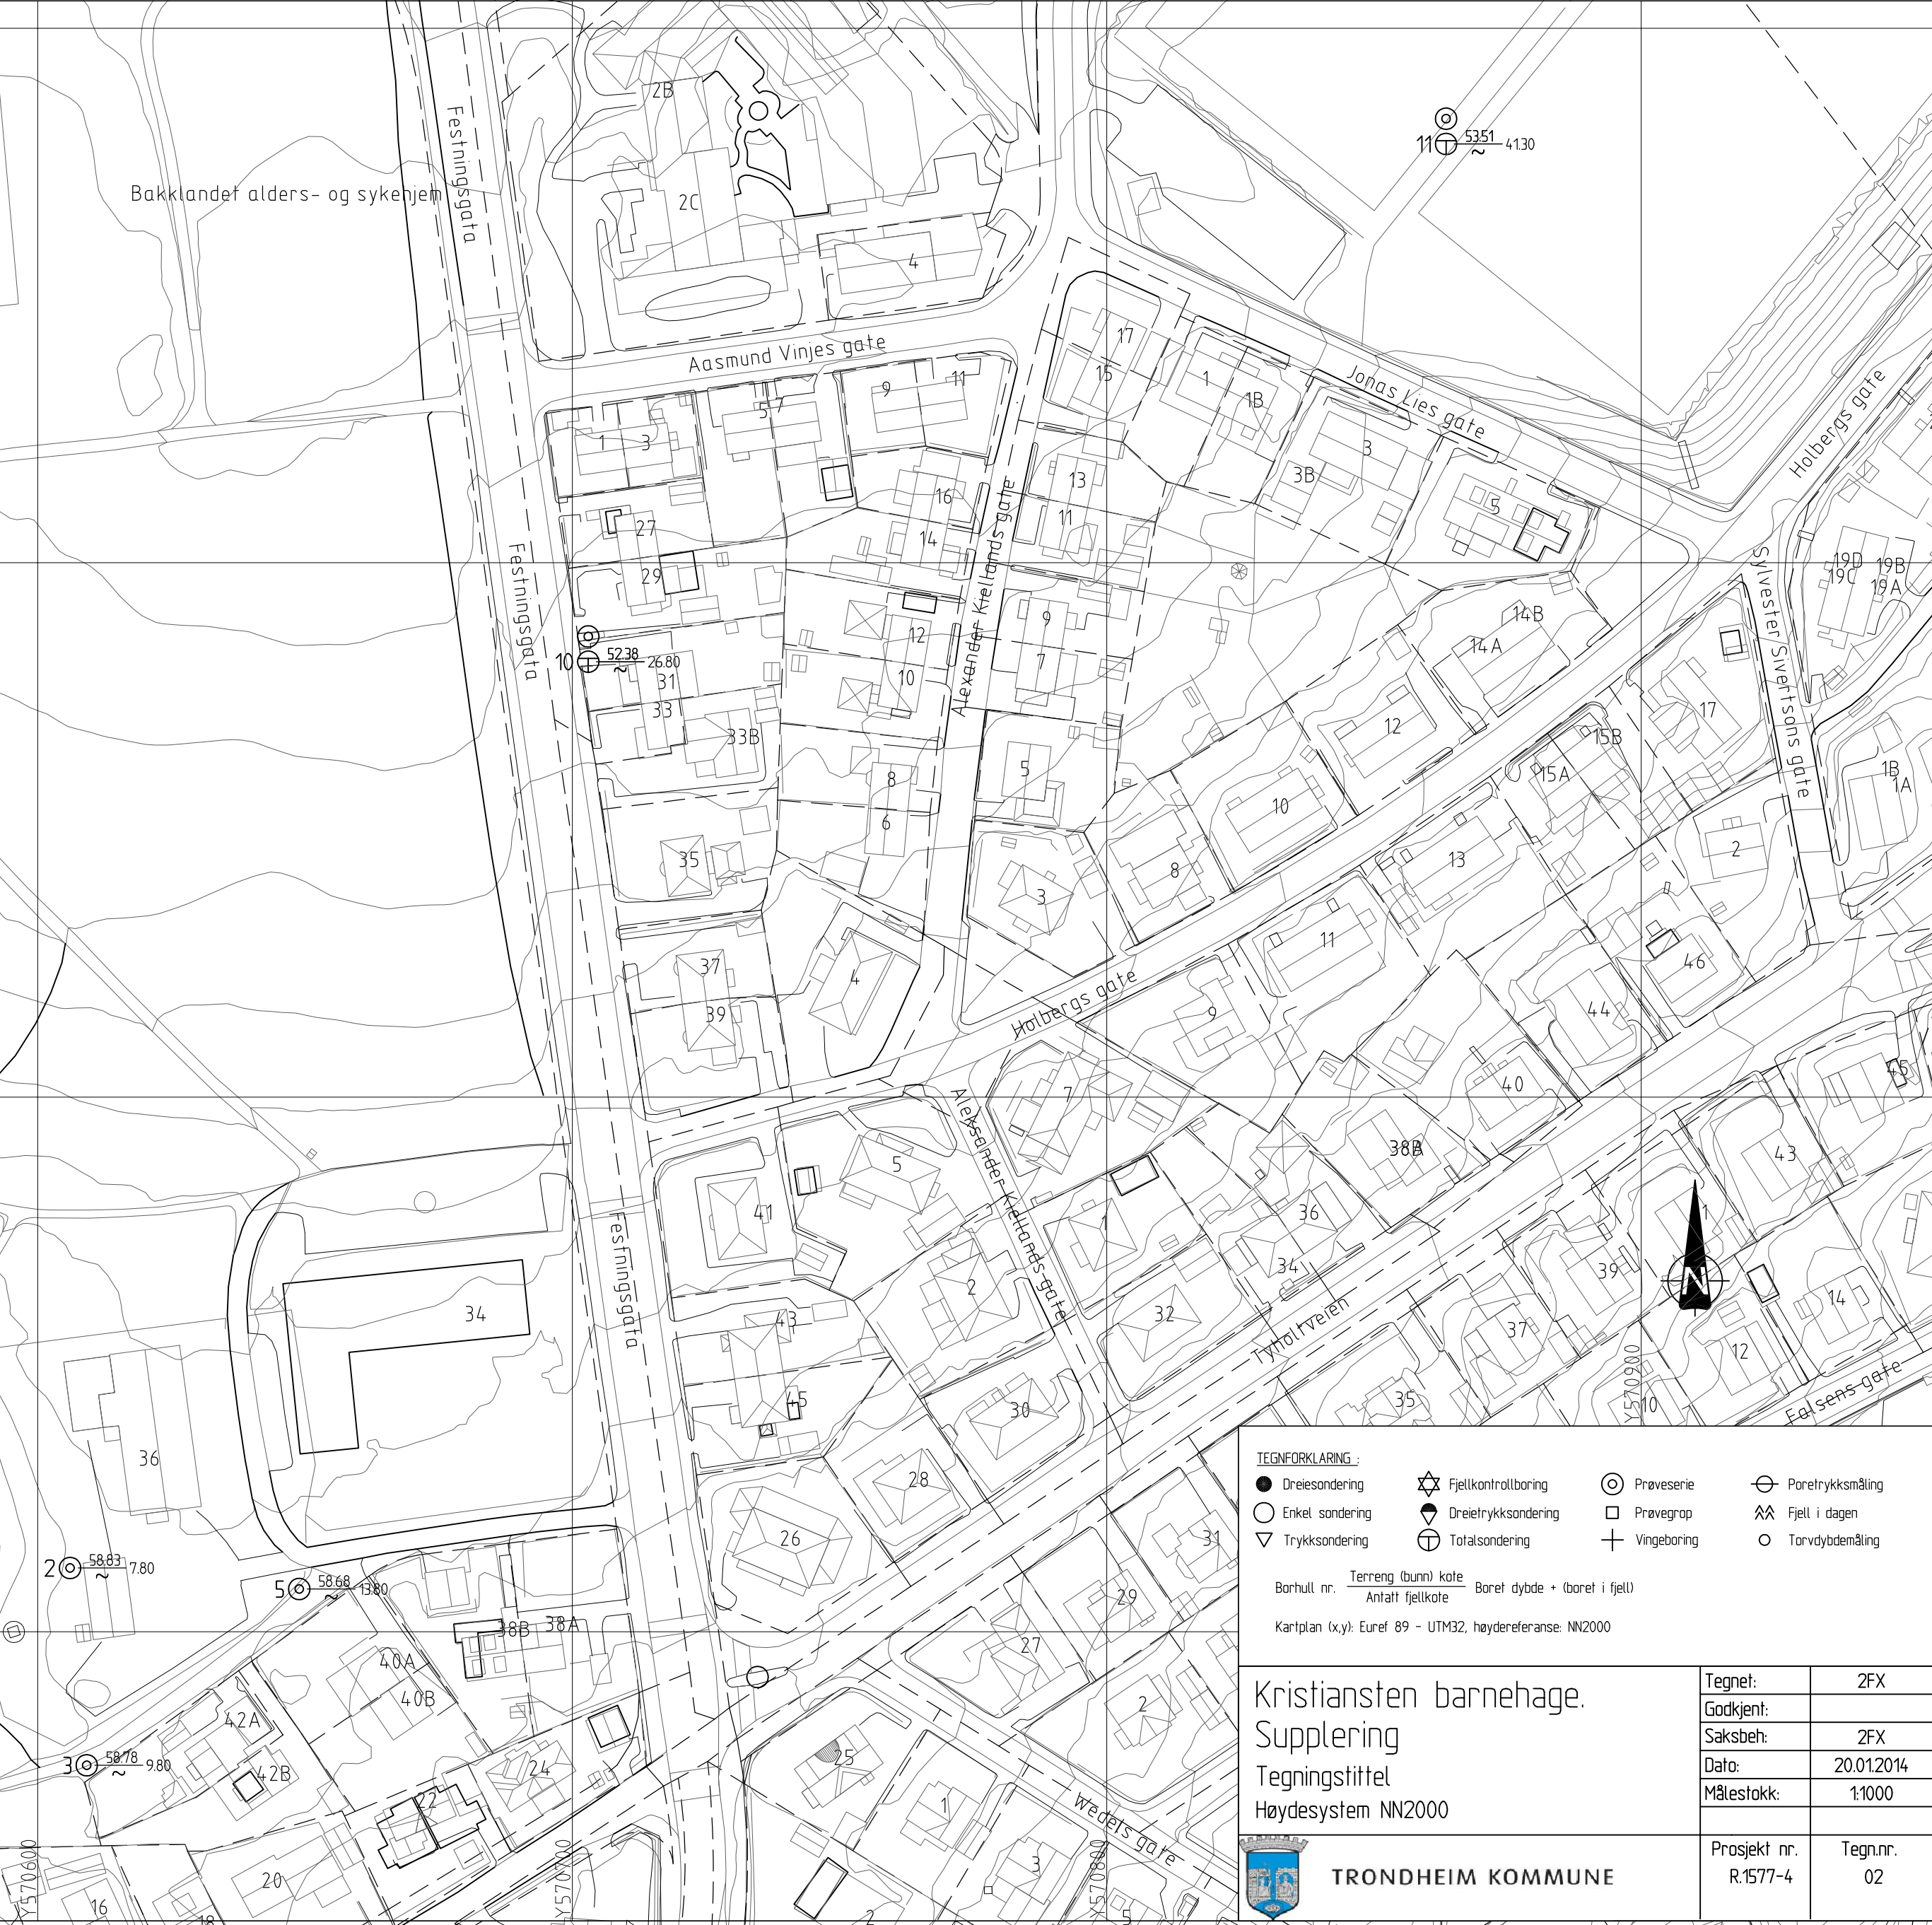 2B
Festningsgata
Bakklandet alders- og sykehjem
2C
4
11 53.51 41.30
~
Aasmund Vinjes gate
17
15
1
1B
Jonas Lies gate
Holbergs gate
9
11
5
7
1
3
3
3B
5
13
16
11
14
27
29
Festningsgata
Alexander Kiellands gate
19D
19C
19B
19A
Sylvester Sivertsons gate
9
12
14B
14A
7
10
10 52.38 26.80
~
31
33
33B
12
17
15B
15A
1B
1A
5
8
6
10
13
2
35
8
3
11
46
37
4
39
44
Holbergs gate
9
7
40
45
Aleksander Kiellands gate
5
38B
38A
43
41
1
36
1
Festningsgata
2
34
39
N
34
43
32
37
14
Tyholtveien
12
45
30
35
10
Falsens gate
36
28
26
31
Y570900
2 58.83 7.80
~
5 58.68 13.80
~
29
38B
38A
27
40A
40B
2
42A
3 58.78 9.80
~
42B
24
25
22
1
Wedels gate
3
20
16
18
2
5
Y570600
Y570700
Y570800
TEGNFORKLARING :
Dreiesondering
Fjellkontrollboring
Prøveserie
Poretrykksmåling
Enkel sondering
Dreietrykksondering
Prøvegrop
Fjell i dagen
Trykksondering
Totalsondering
Vingeboring
Torvdybdemåling
Borhull nr. Terreng (bunn) kote Boret dybde + (boret i fjell)
Antatt fjellkote
Kartplan (x,y): Euref 89 - UTM32, høydereferanse: NN2000
Kristiansten barnehage.
Supplering
Tegningstittel
Høydesystem NN2000
Tegnet: 2FX
Godkjent:
Saksbeh: 2FX
Dato: 20.01.2014
Målestokk: 1:1000
TRONDHEIM KOMMUNE
Prosjekt nr.
R.1577-4
Tegn.nr.
02